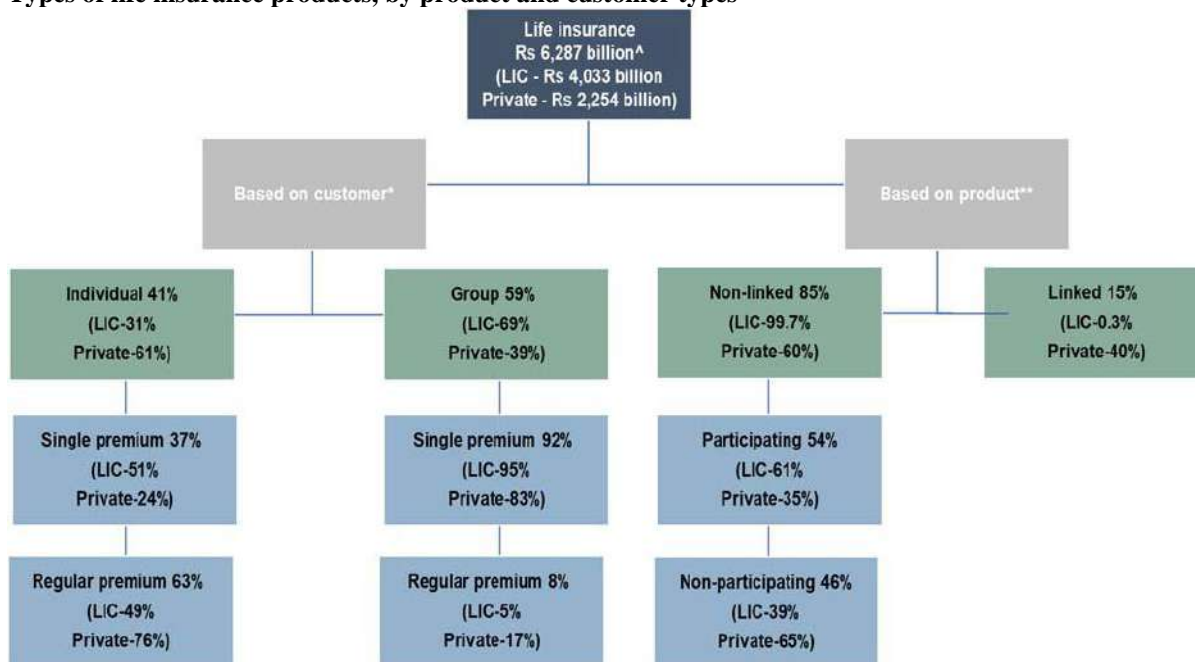 Types of life insurance products, by product and customer types
Life insurance
Rs 6,287 billion^
(LIC - Rs 4,033 billion
Private - Rs 2,254 billion)
Based on customer*
Based on product**
Individual 41%
(LIC-31%
Private-61%)
Group 59%
(LIC-69%
Private-39%)
Non-linked 85%
(LIC-99.7%
Private-60%)
Linked 15%
(LIC-0.3%
Private-40%)
Single premium 37%
(LIC-51%
Private-24%)
Single premium 92%
(LIC-95%
Private-83%)
Participating 54%
(LIC-61%
Private-35%)
Regular premium 63%
(LIC-49%
Private-76%)
Regular premium 8%
(LIC-5%
Private-17%)
Non-participating 46%
(LIC-39%
Private-65%)